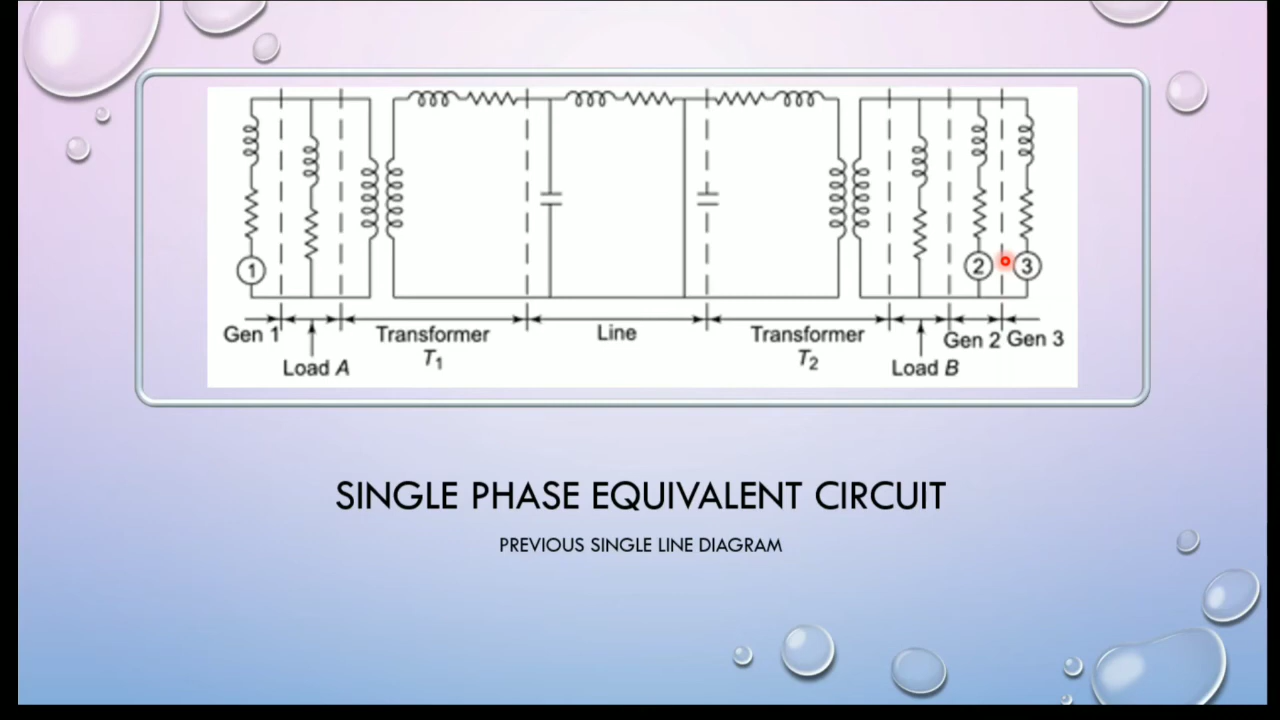 1
2
3
Gen 1
Transformer
T1
Line
Transformer
T2
Gen 2
Gen 3
Load A
Load B
SINGLE PHASE EQUIVALENT CIRCUIT
PREVIOUS SINGLE LINE DIAGRAM